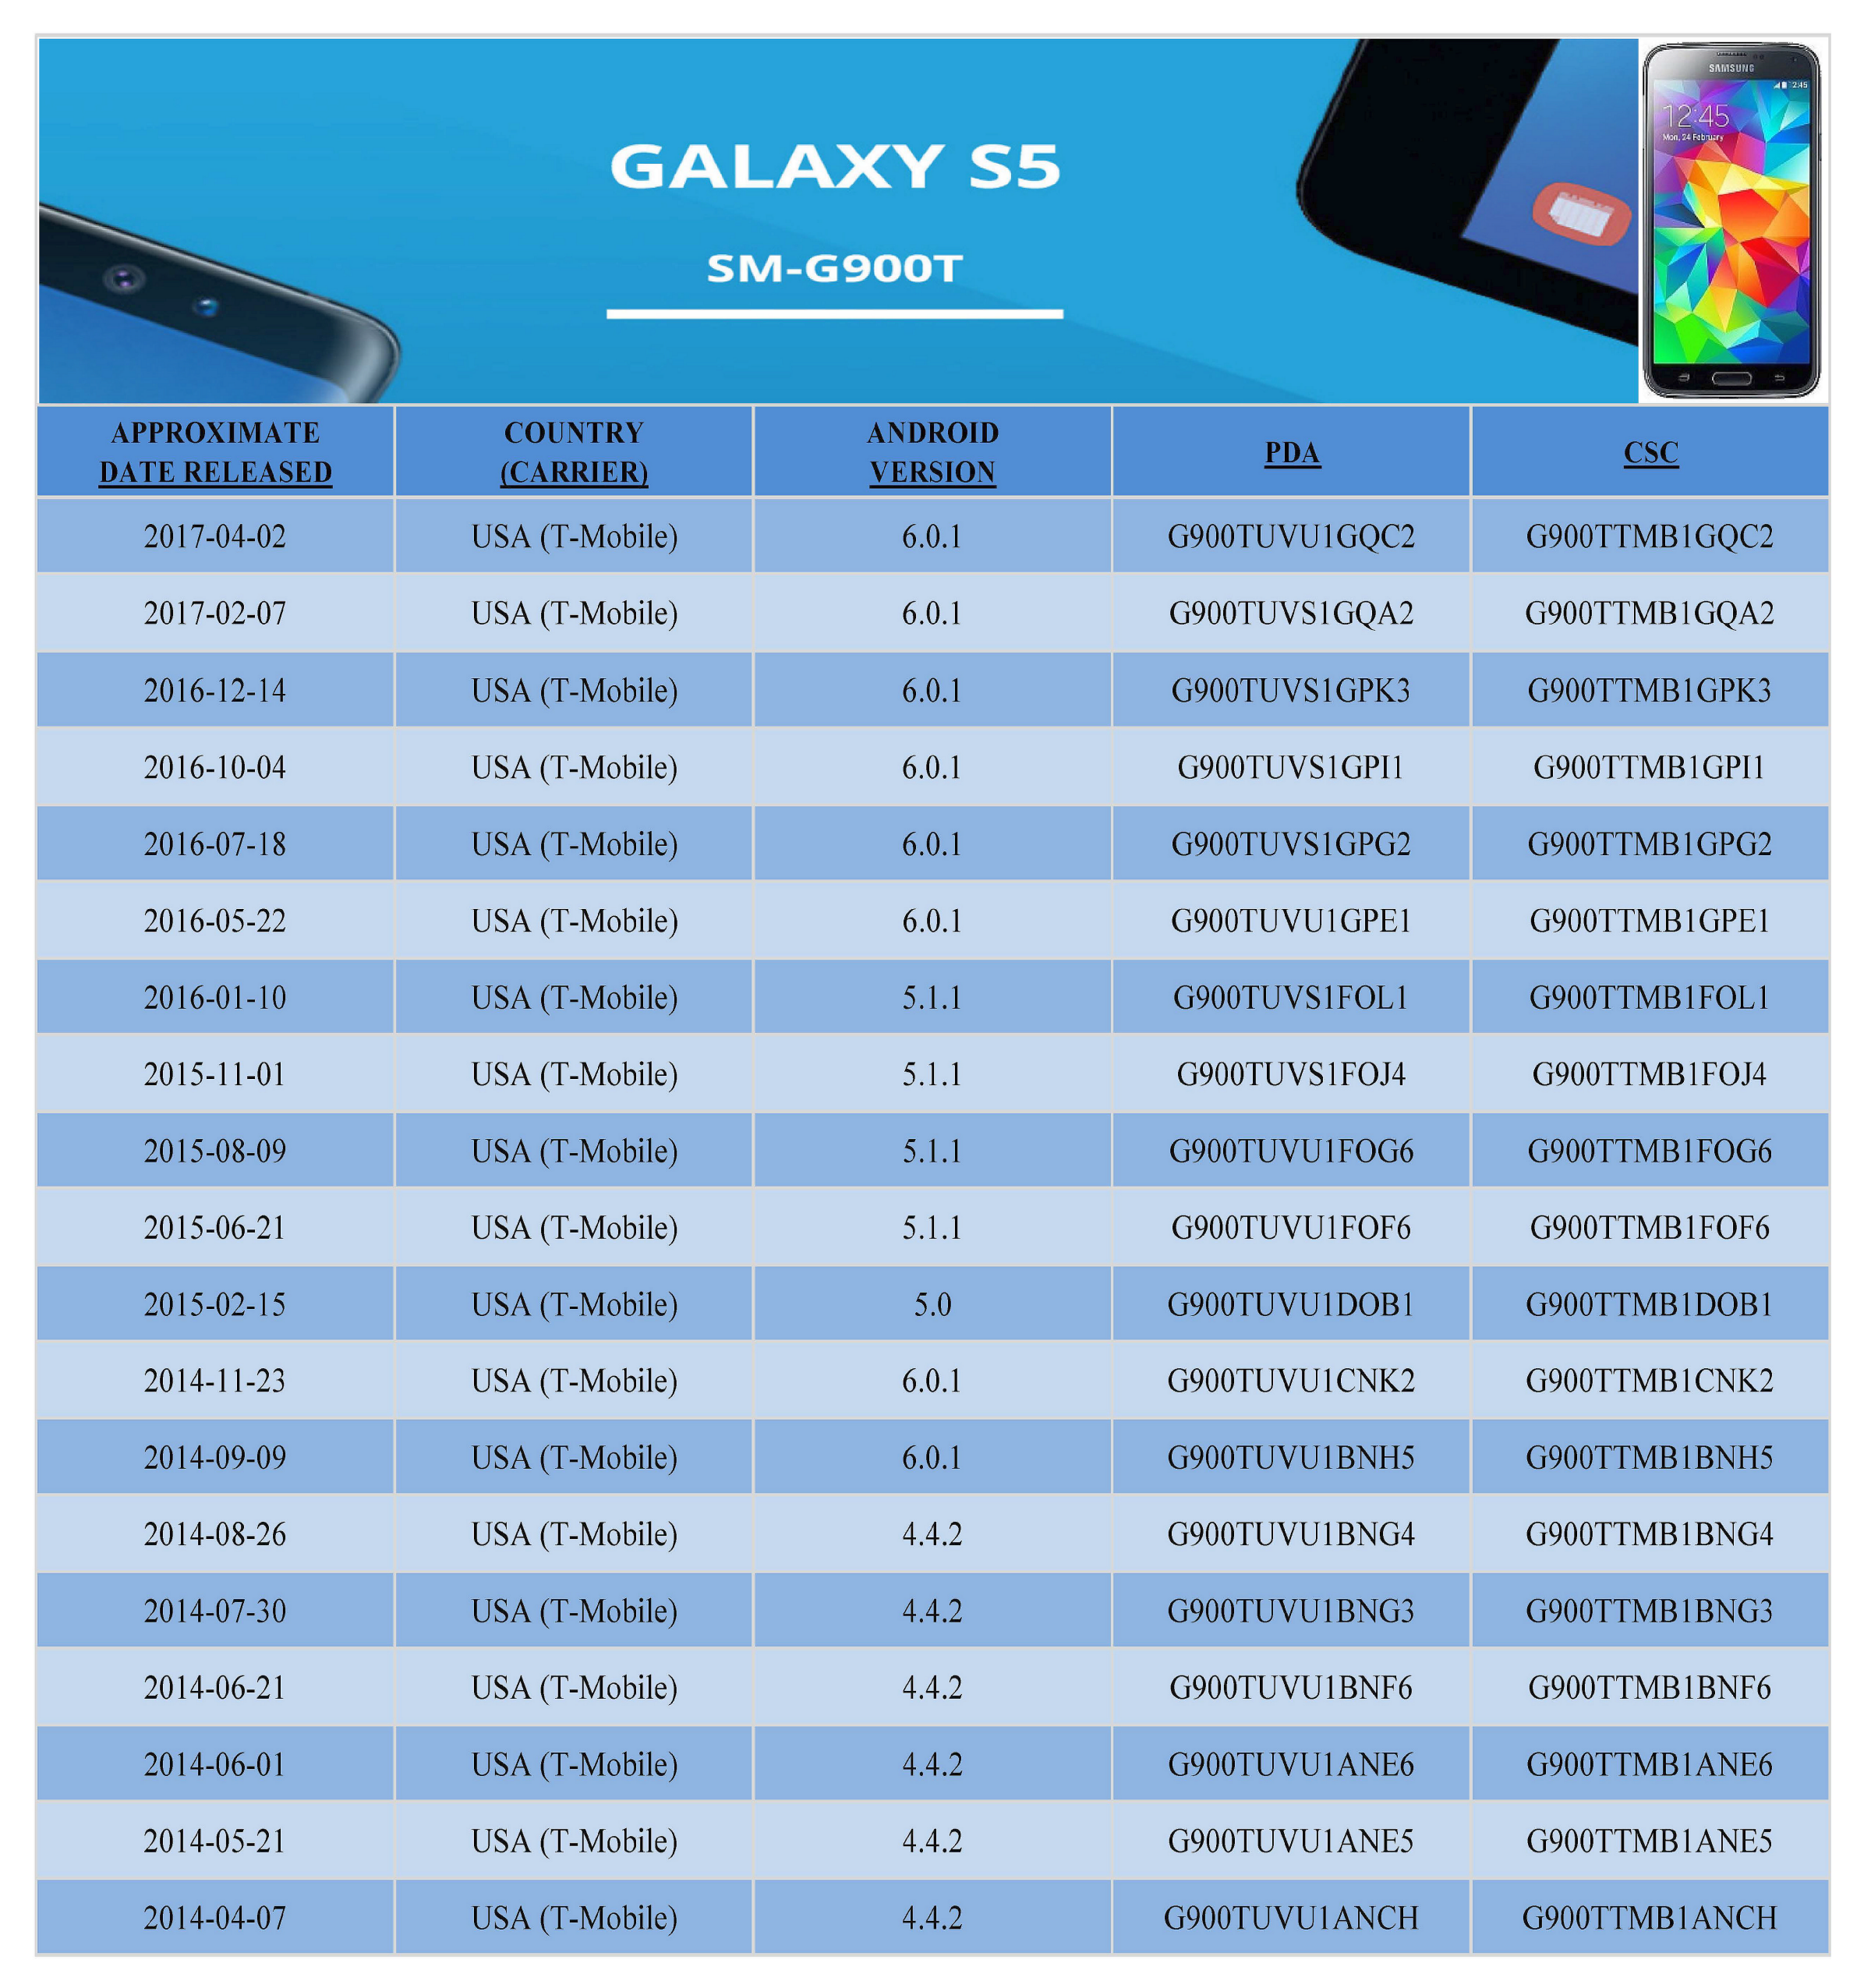 GALAXY S5
SM-G900T
SAMSUNG
2:45
12:45
Mon, 24 February
APPROXIMATE DATE RELEASED COUNTRY (CARRIER) ANDROID VERSION PDA CSC
2017-04-02 USA (T-Mobile) 6.0.1 G900TUVU1GQC2 G900TTMB1GQC2
2017-02-07 USA (T-Mobile) 6.0.1 G900TUVS1GQA2 G900TTMB1GQA2
2016-12-14 USA (T-Mobile) 6.0.1 G900TUVS1GPK3 G900TTMB1GPK3
2016-10-04 USA (T-Mobile) 6.0.1 G900TUVS1GPI1 G900TTMB1GPI1
2016-07-18 USA (T-Mobile) 6.0.1 G900TUVS1GPG2 G900TTMB1GPG2
2016-05-22 USA (T-Mobile) 6.0.1 G900TUVU1GPE1 G900TTMB1GPE1
2016-01-10 USA (T-Mobile) 5.1.1 G900TUVS1FOL1 G900TTMB1FOL1
2015-11-01 USA (T-Mobile) 5.1.1 G900TUVS1FOJ4 G900TTMB1FOJ4
2015-08-09 USA (T-Mobile) 5.1.1 G900TUVU1FOG6 G900TTMB1FOG6
2015-06-21 USA (T-Mobile) 5.1.1 G900TUVU1FOF6 G900TTMB1FOF6
2015-02-15 USA (T-Mobile) 5.0 G900TUVU1DOB1 G900TTMB1DOB1
2014-11-23 USA (T-Mobile) 6.0.1 G900TUVU1CNK2 G900TTMB1CNK2
2014-09-09 USA (T-Mobile) 6.0.1 G900TUVU1BNH5 G900TTMB1BNH5
2014-08-26 USA (T-Mobile) 4.4.2 G900TUVU1BNG4 G900TTMB1BNG4
2014-07-30 USA (T-Mobile) 4.4.2 G900TUVU1BNG3 G900TTMB1BNG3
2014-06-21 USA (T-Mobile) 4.4.2 G900TUVU1BNF6 G900TTMB1BNF6
2014-06-01 USA (T-Mobile) 4.4.2 G900TUVU1ANE6 G900TTMB1ANE6
2014-05-21 USA (T-Mobile) 4.4.2 G900TUVU1ANE5 G900TTMB1ANE5
2014-04-07 USA (T-Mobile) 4.4.2 G900TUVU1ANCH G900TTMB1ANCH